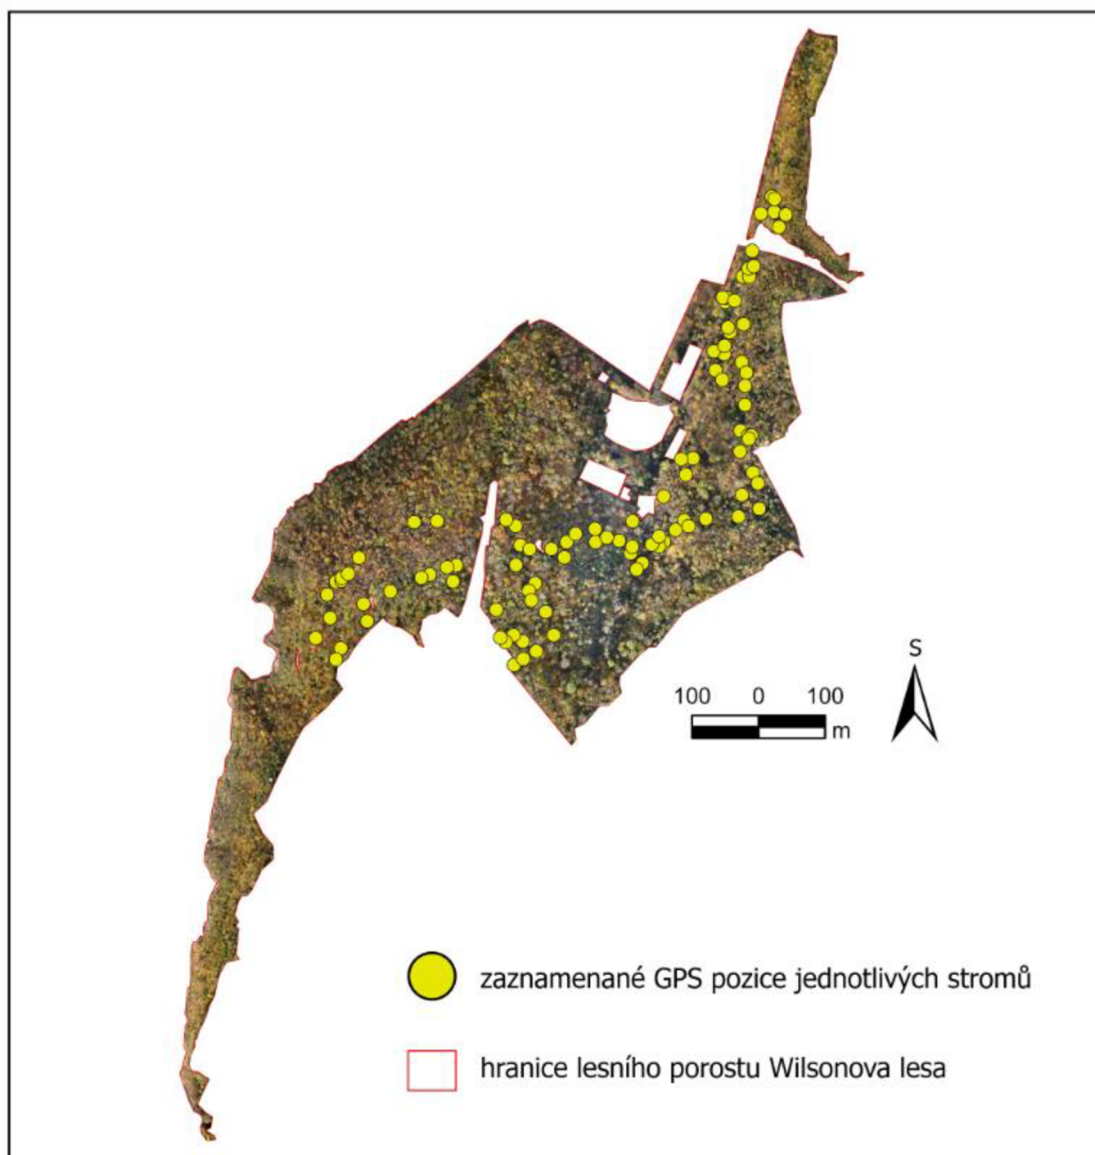 S
100 0 100
m
zaznamenané GPS pozice jednotlivých stromů
hranice lesního porostu Wilsonova lesa